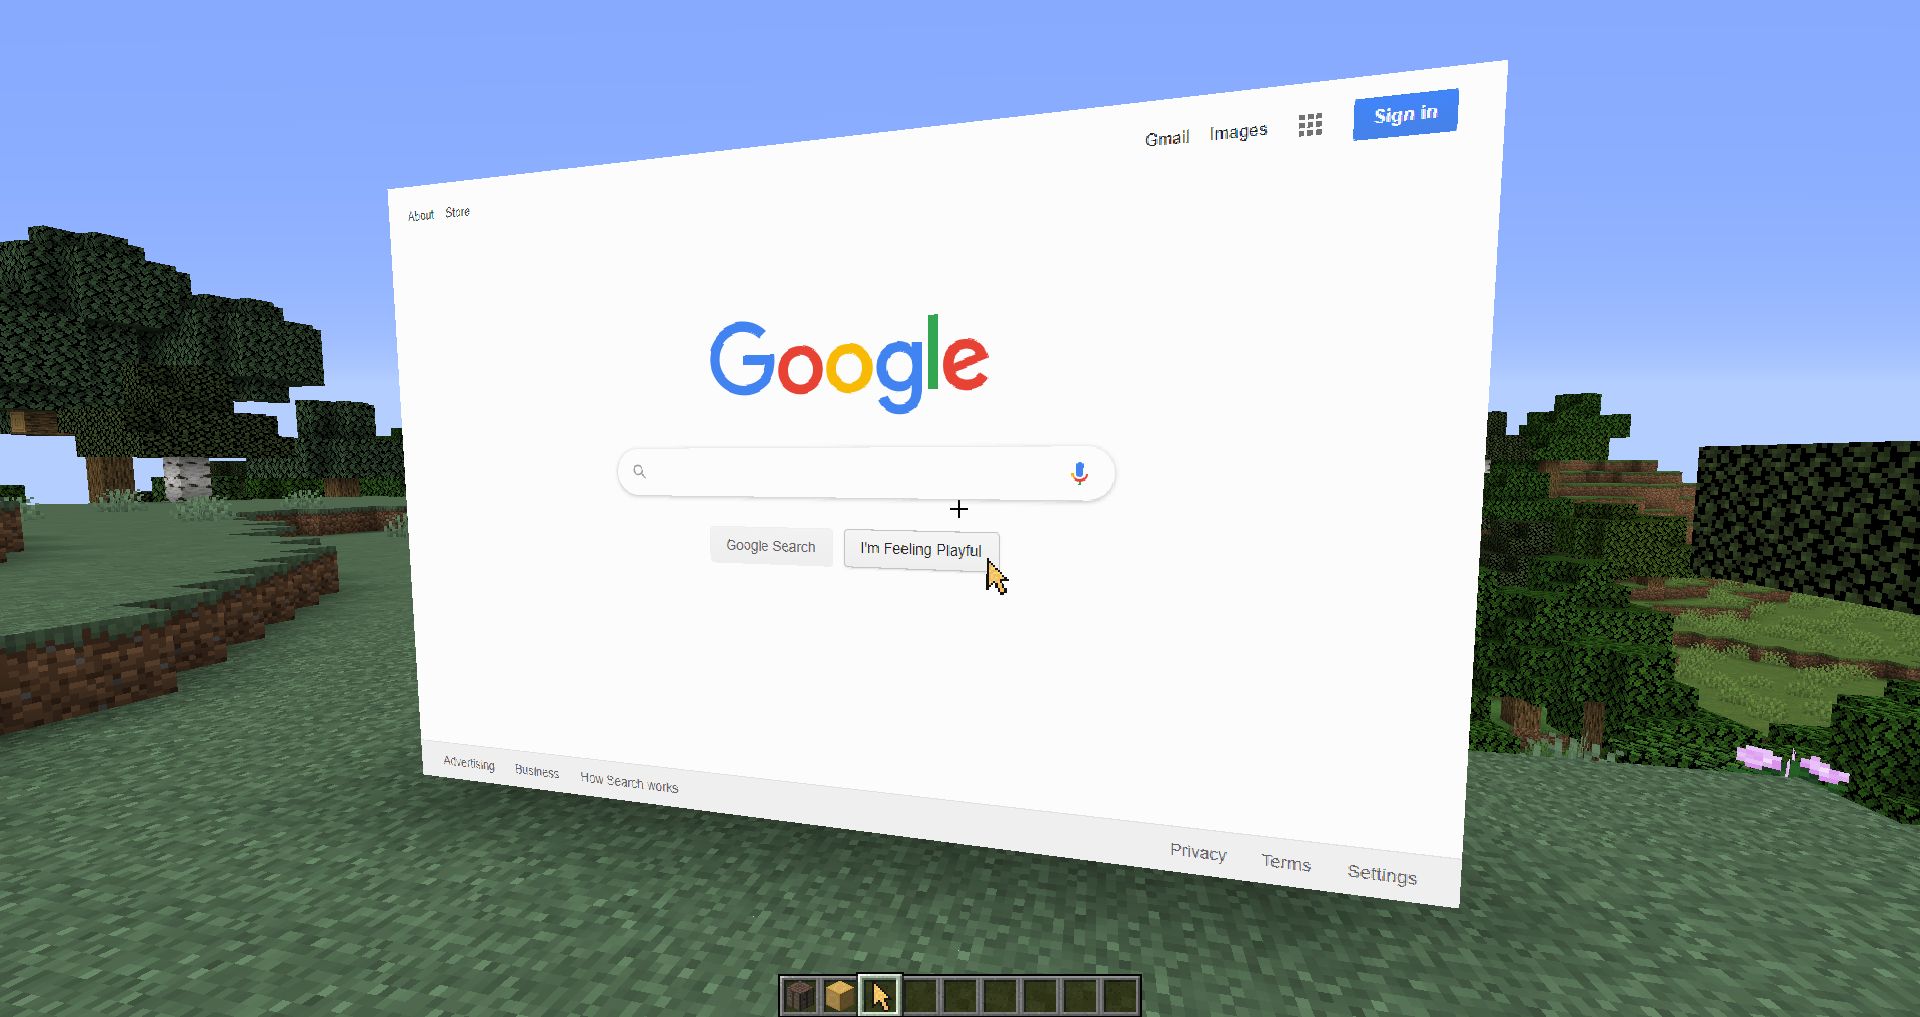 Gmail Images Sign in
About Store
Google
Google Search I'm Feeling Playful
Advertising Business How Search works
Privacy Terms Settings